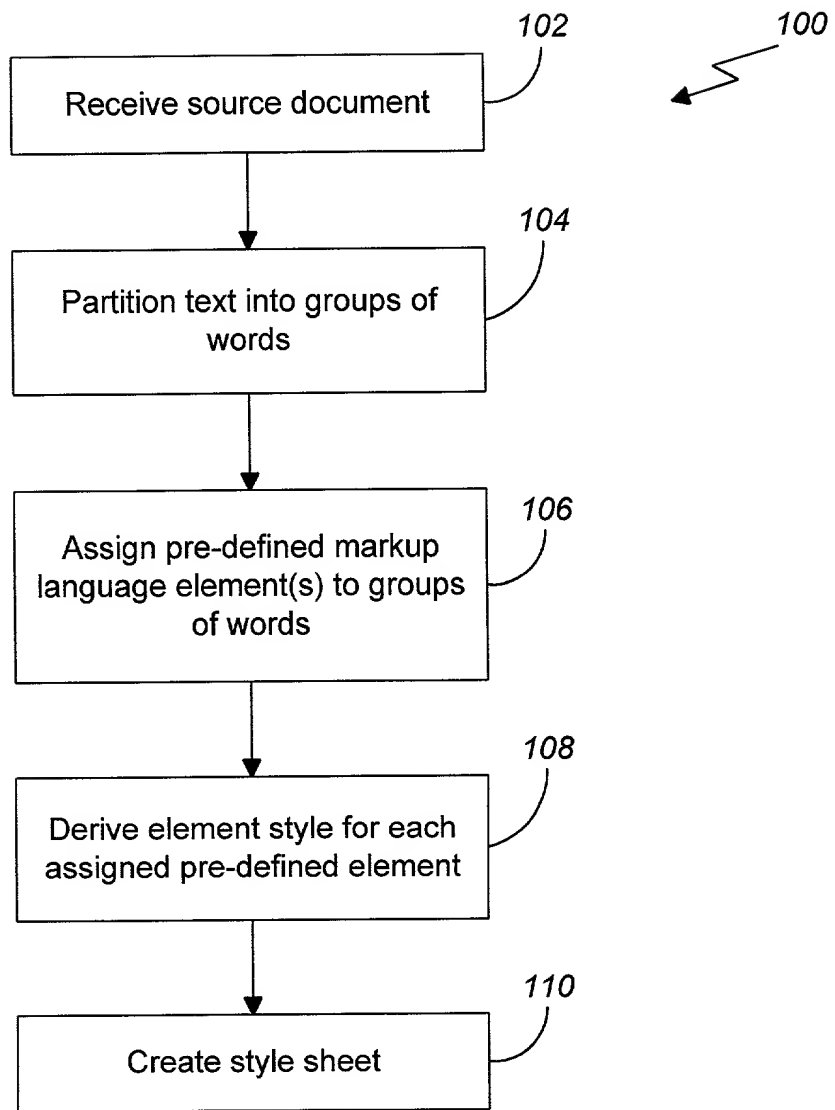 102
100
Receive source document
104
Partition text into groups of
words
106
Assign pre-defined markup
language element(s) to groups
of words
108
Derive element style for each
assigned pre-defined element
110
Create style sheet